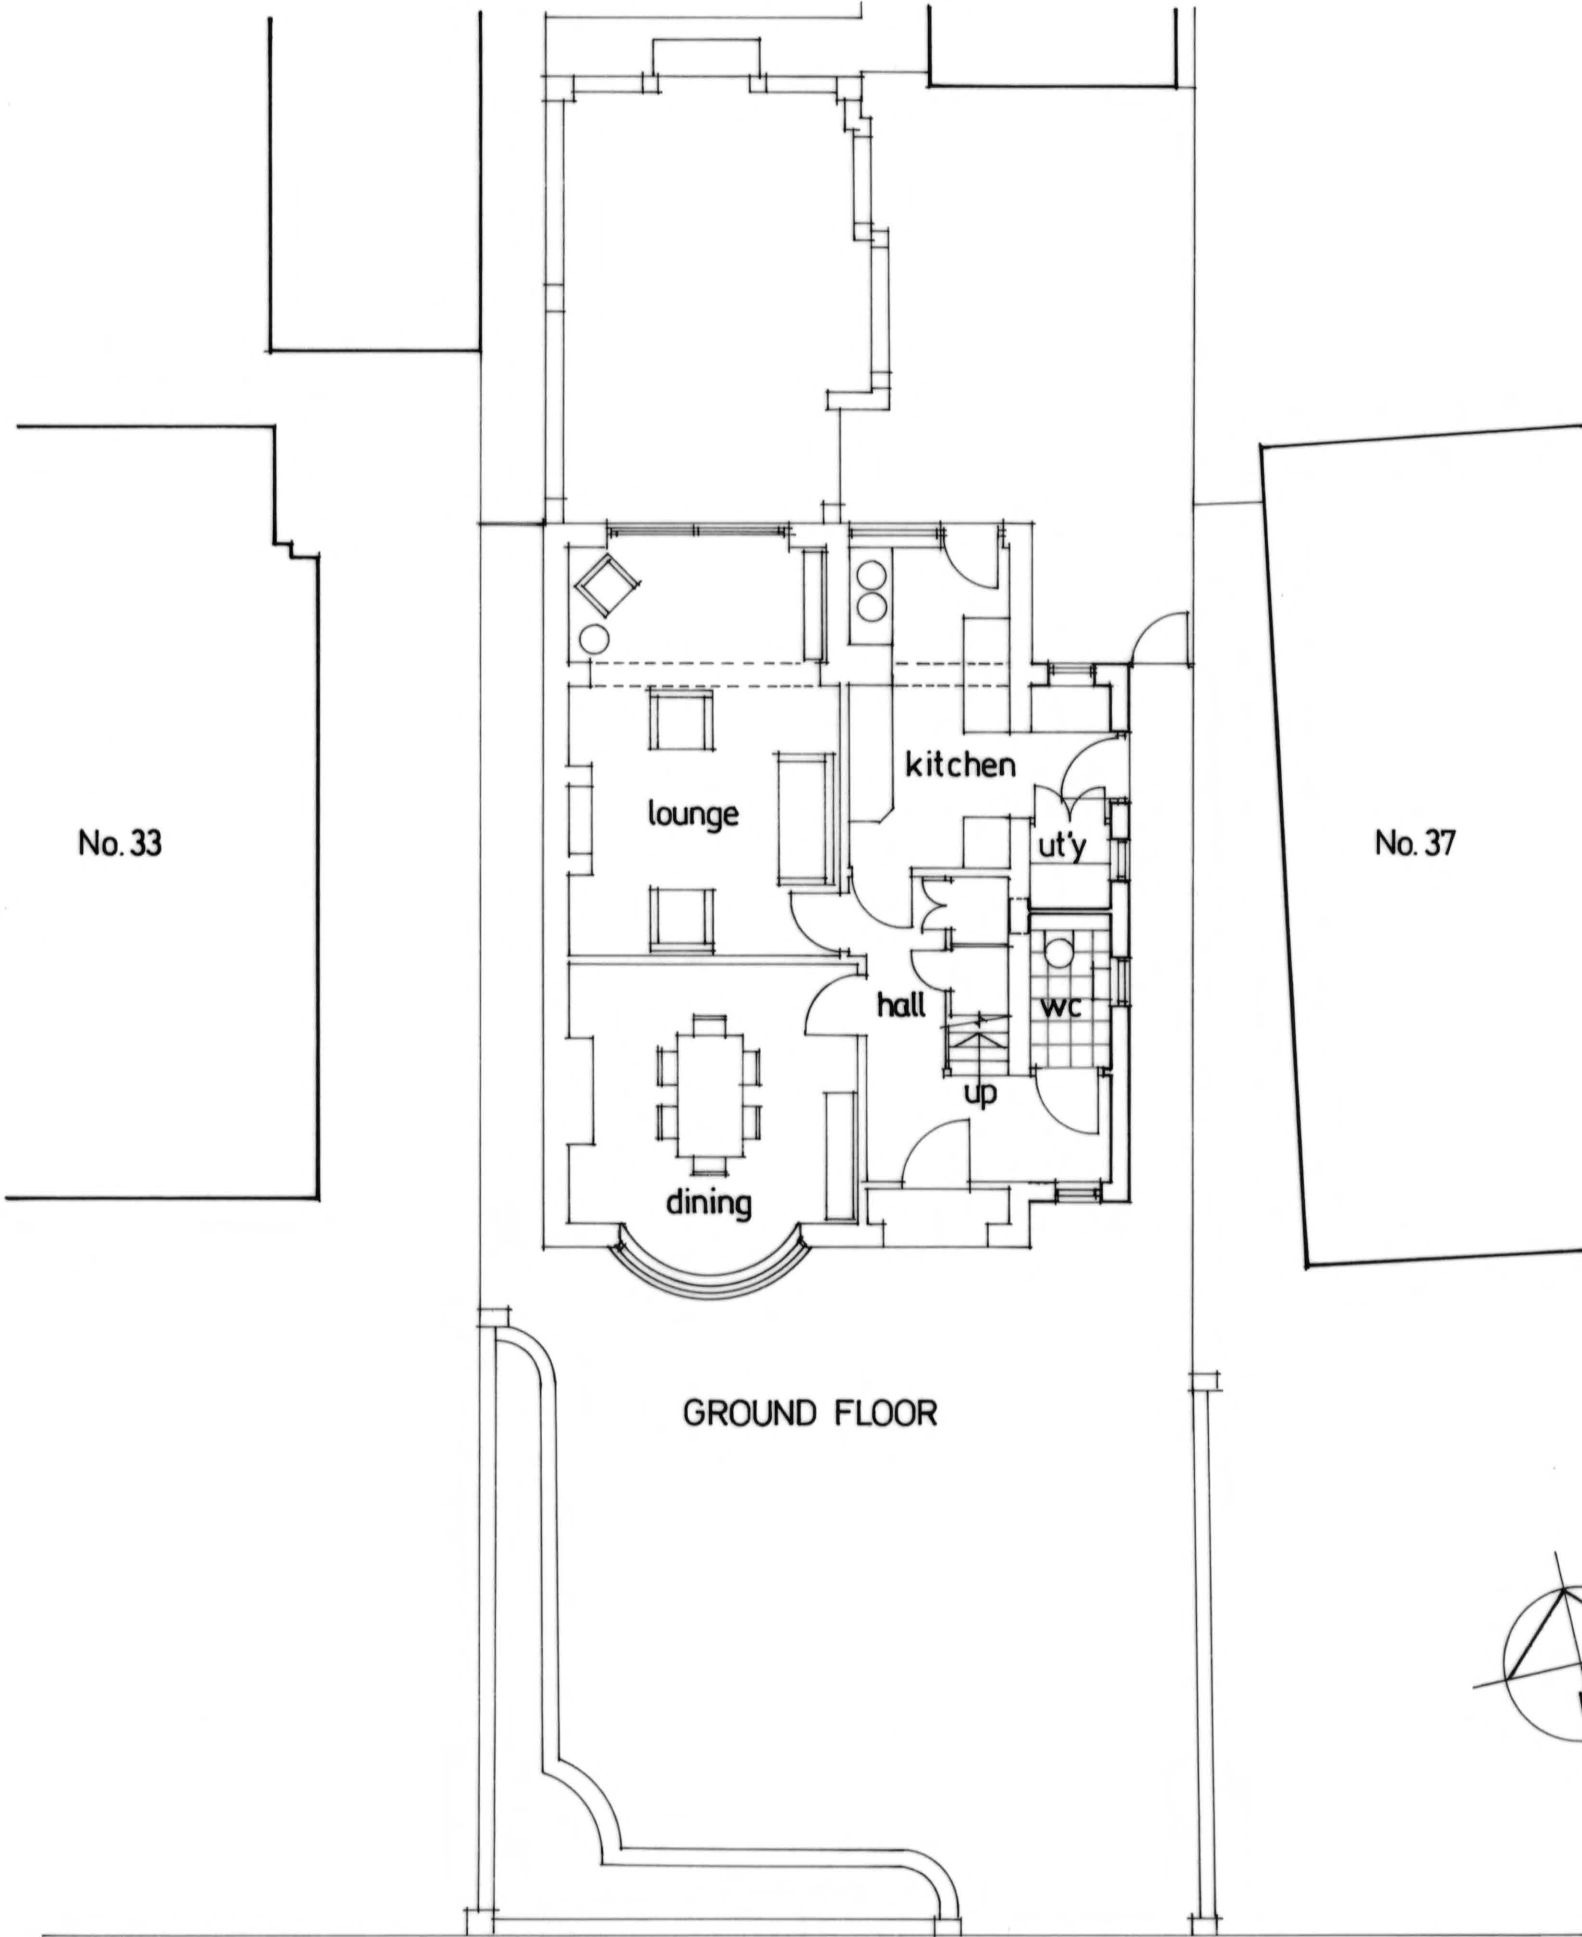 kitchen
lounge
No. 33
ut'y
No. 37
hall
wc
up
dining
GROUND FLOOR